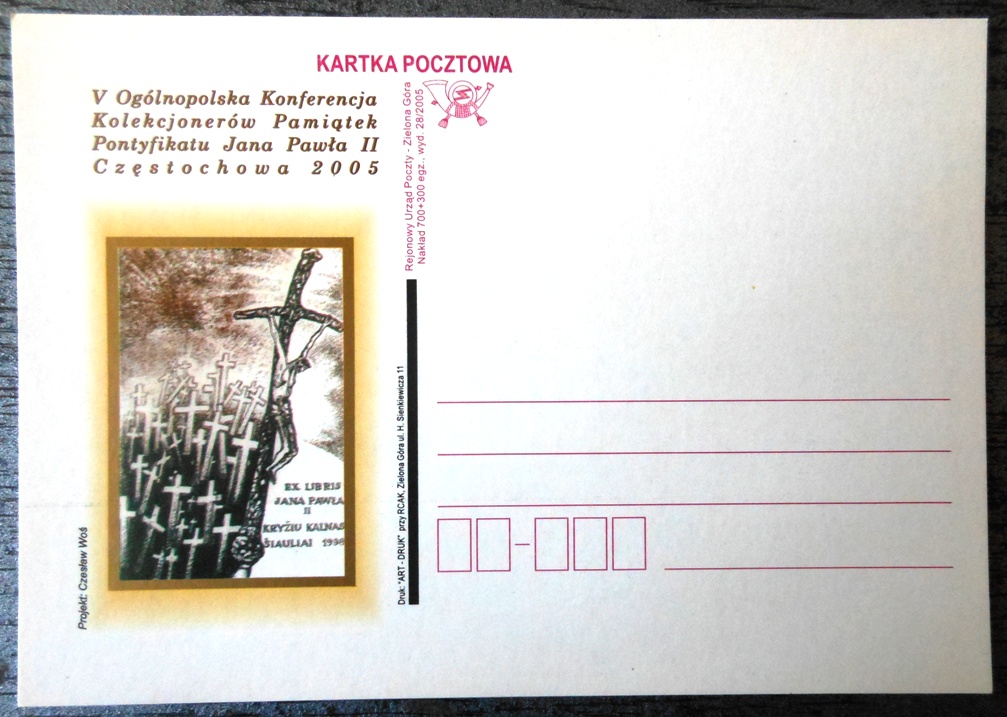 KARTKA POCZTOWA
V Ogólnopolska Konferencja
Kolekcjonerów Pamiątek
Pontyfikatu Jana Pawła II
Częstochowa 2005
Rejonowy Urząd Poczty - Zielona Góra
Nakład 700+300 egz., wyd. 28/2005
EX LIBRIS
JANA PAWŁA
II
KRYŽIU KALNAS
ŠIAULIAI 1998
Projekt: Czesław Woś
Druk: "ART - DRUK" przy RCAK, Zielona Góra ul. H. Sienkiewicza 11